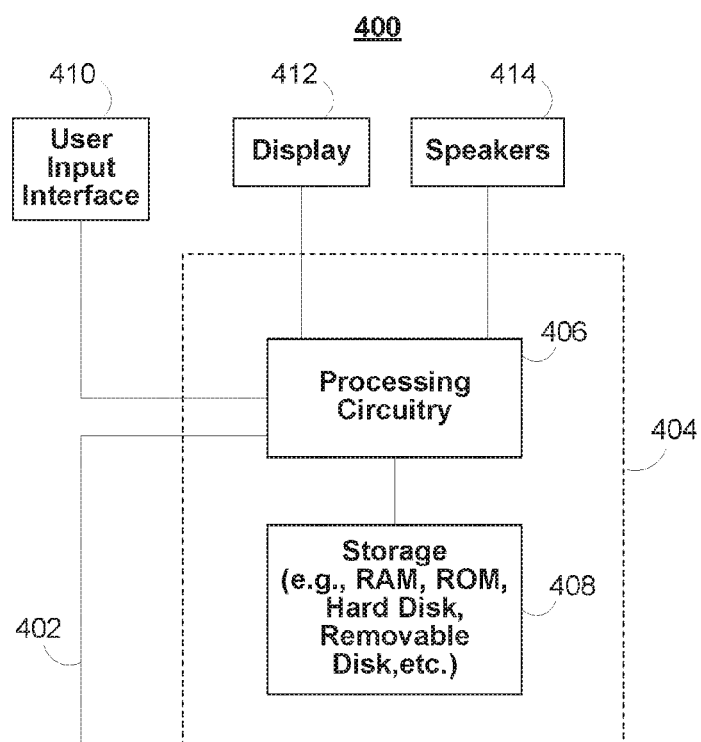 400
410
412
414
User
Input
Interface
Display
Speakers
406
Processing
Circuitry
404
Storage
(e.g., RAM, ROM,
Hard Disk,
Removable
Disk,etc.)
408
402